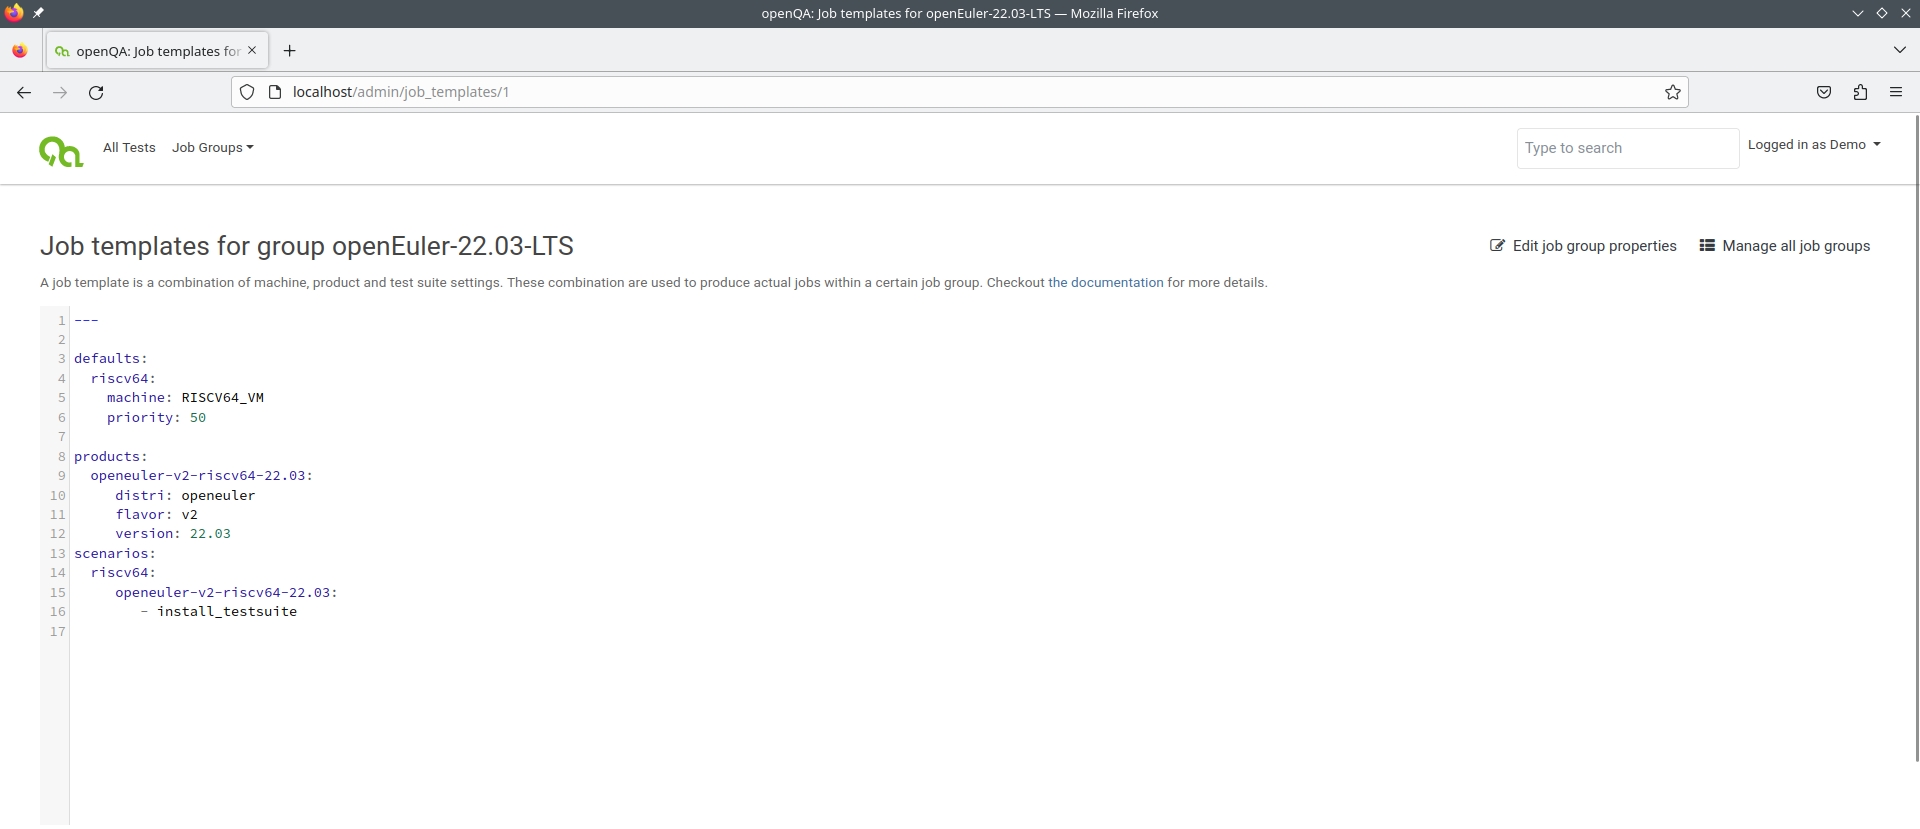 openQA: Job templates for openEuler-22.03-LTS — Mozilla Firefox
openQA: Job templates for
localhost/admin/job_templates/1
All Tests Job Groups Type to search Logged in as Demo
Job templates for group openEuler-22.03-LTS Edit job group properties Manage all job groups
A job template is a combination of machine, product and test suite settings. These combination are used to produce actual jobs within a certain job group. Checkout the documentation for more details.
1 ---
2
3 defaults:
4   riscv64:
5     machine: RISCV64_VM
6     priority: 50
7
8 products:
9   openeuler-v2-riscv64-22.03:
10      distri: openeuler
11      flavor: v2
12      version: 22.03
13 scenarios:
14   riscv64:
15      openeuler-v2-riscv64-22.03:
16         - install_testsuite
17